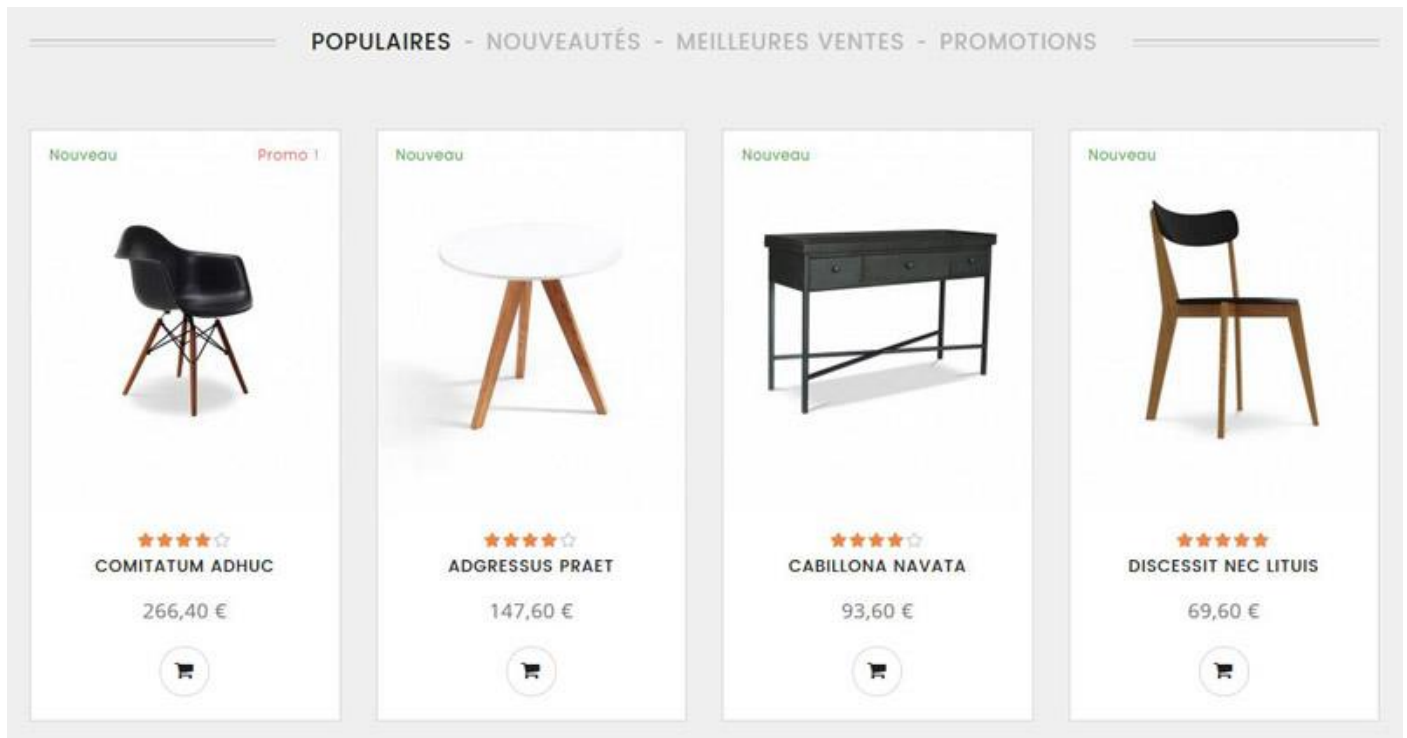 POPULAIRES - NOUVEAUTÉS - MEILLEURES VENTES - PROMOTIONS
Nouveau Promo !
COMITATUM ADHUC
266,40 €
Nouveau
ADGRESSUS PRAET
147,60 €
Nouveau
CABILLONA NAVATA
93,60 €
Nouveau
DISCESSIT NEC LITUIS
69,60 €